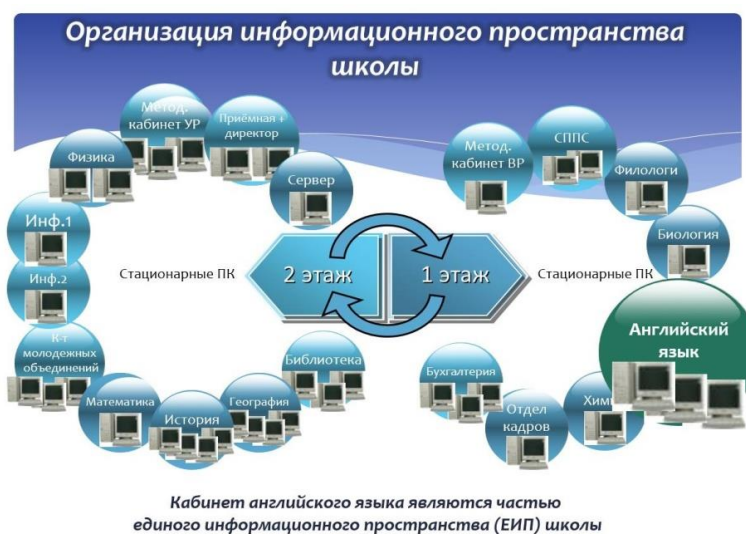 Организация информационного пространства
школы
Метод.
кабинет УР
Приёмная +
директор
Физика
Сервер
Инф.1
Инф.2
К-т
молодежных
объединений
Математика
История
География
Библиотека
Стационарные ПК
2 этаж
1 этаж
Стационарные ПК
Метод.
кабинет ВР
СППС
Филологи
Биология
Английский
язык
Бухгалтерия
Отдел
кадров
Кабинет английского языка являются частью
единого информационного пространства (ЕИП) школы